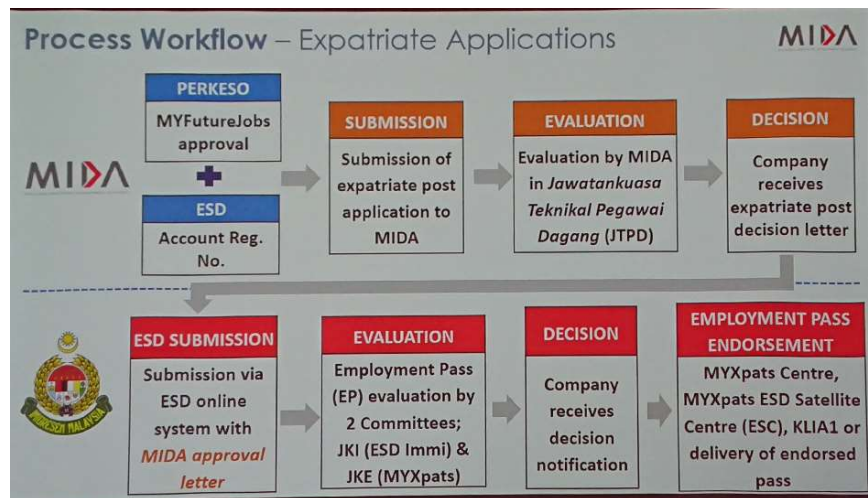 Process Workflow – Expatriate Applications
MIDA
PERKESO
MYFutureJobs
approval
MIDA
ESD
Account Reg.
No.
SUBMISSION
Submission of
expatriate post
application to
MIDA
EVALUATION
Evaluation by MIDA
in Jawatankuasa
Teknikal Pegawai
Dagang (JTPD)
DECISION
Company
receives
expatriate post
decision letter
IMIGRESEN MALAYSIA
ESD SUBMISSION
Submission via
ESD online
system with
MIDA approval
letter
EVALUATION
Employment Pass
(EP) evaluation by
2 Committees;
JKI (ESD Immi) &
JKE (MYXpats)
DECISION
Company
receives
decision
notification
EMPLOYMENT PASS
ENDORSEMENT
MYXpats Centre,
MYXpats ESD Satellite
Centre (ESC), KLIA1 or
delivery of endorsed
pass